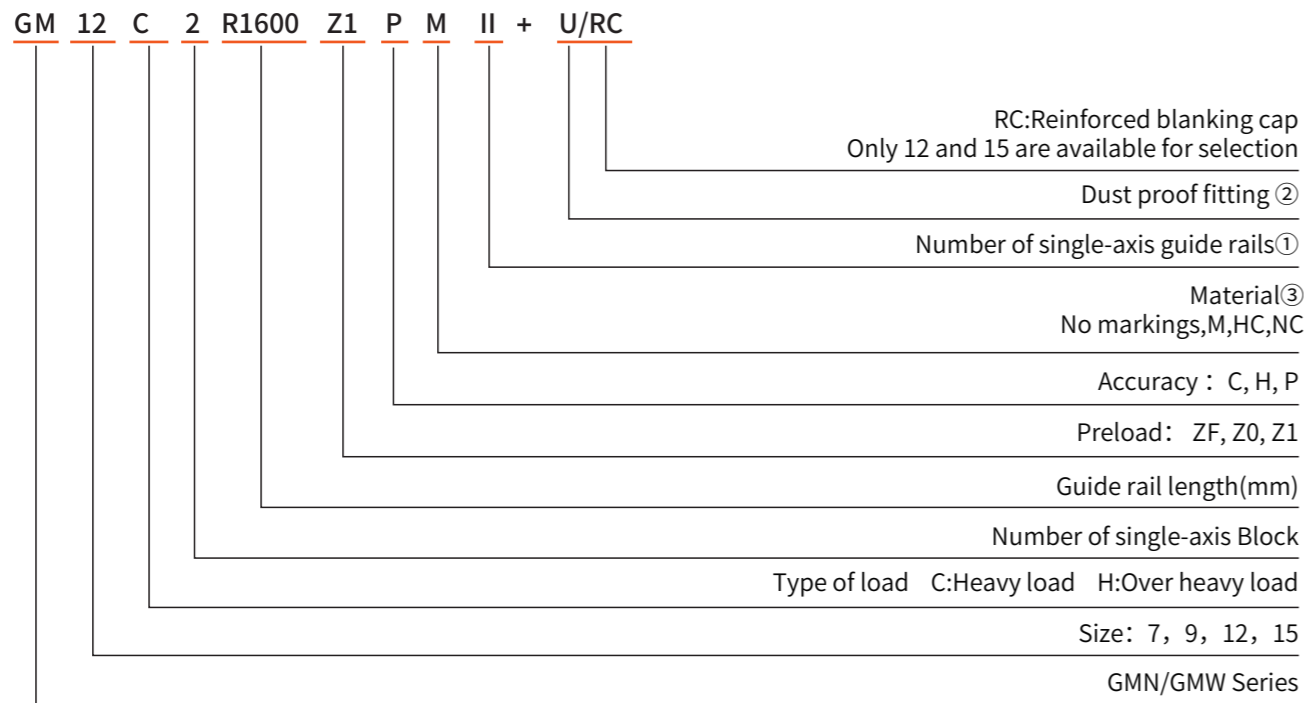 GM 12 C 2 R1600 Z1 P M II + U/RC
RC:Reinforced blanking cap
Only 12 and 15 are available for selection
Dust proof fitting ②
Number of single-axis guide rails①
Material③
No markings,M,HC,NC
Accuracy： C, H, P
Preload： ZF, Z0, Z1
Guide rail length(mm)
Number of single-axis Block
Type of load C:Heavy load H:Over heavy load
Size：7，9，12，15
GMN/GMW Series